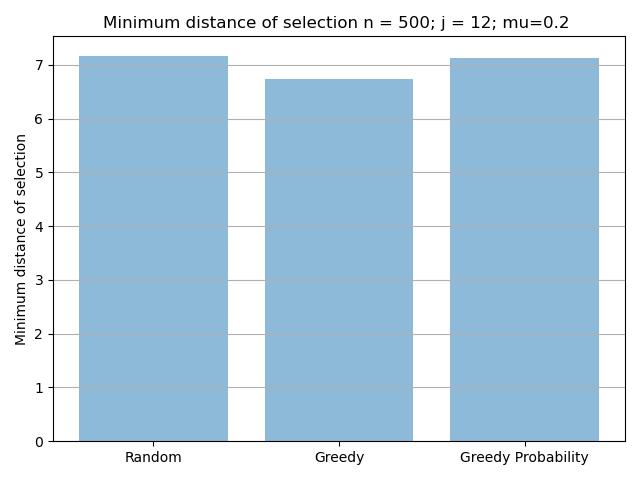 Minimum distance of selection n = 500; j = 12; mu=0.2
Minimum distance of selection
7
6
5
4
3
2
1
0
Random
Greedy
Greedy Probability